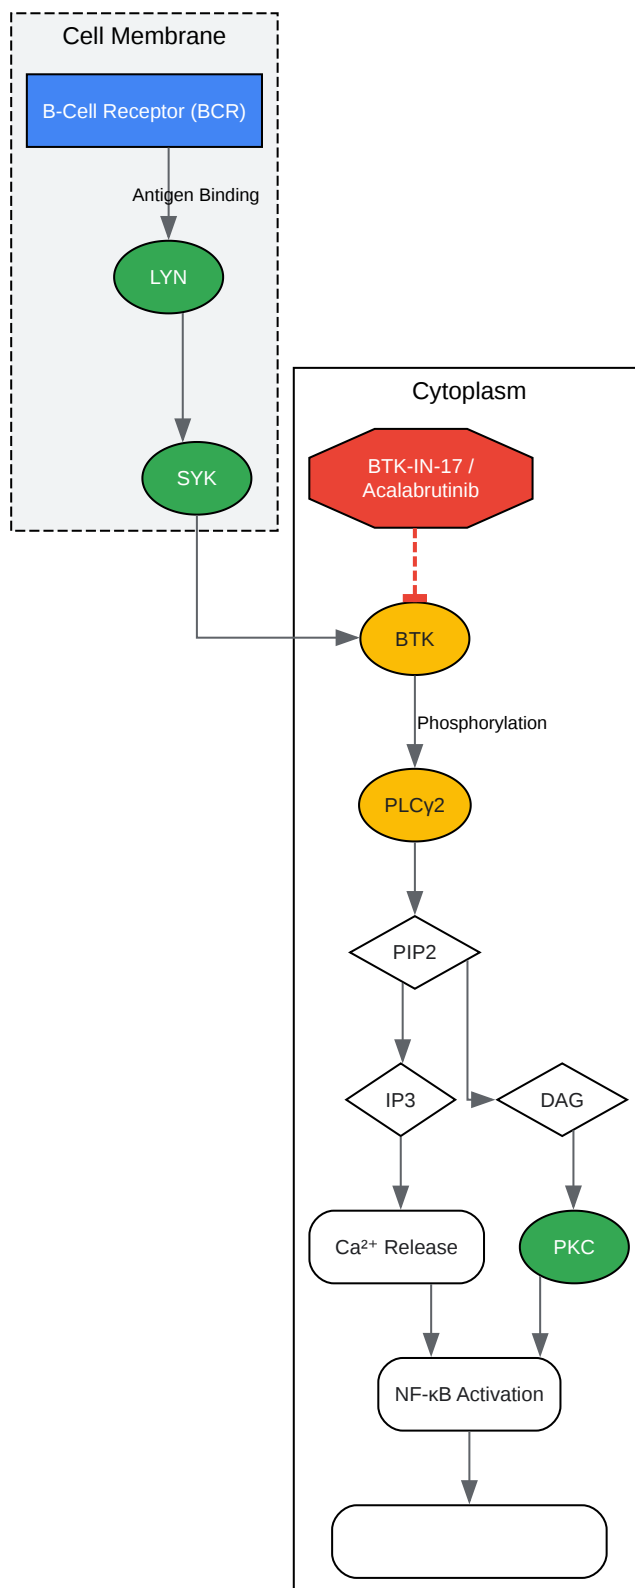 Cell Membrane
B-Cell Receptor (BCR)
Antigen Binding
LYN
SYK
Cytoplasm
BTK-IN-17 /
Acalabrutinib
BTK
Phosphorylation
PLCγ2
PIP2
IP3
DAG
Ca²⁺ Release
PKC
NF-κB Activation